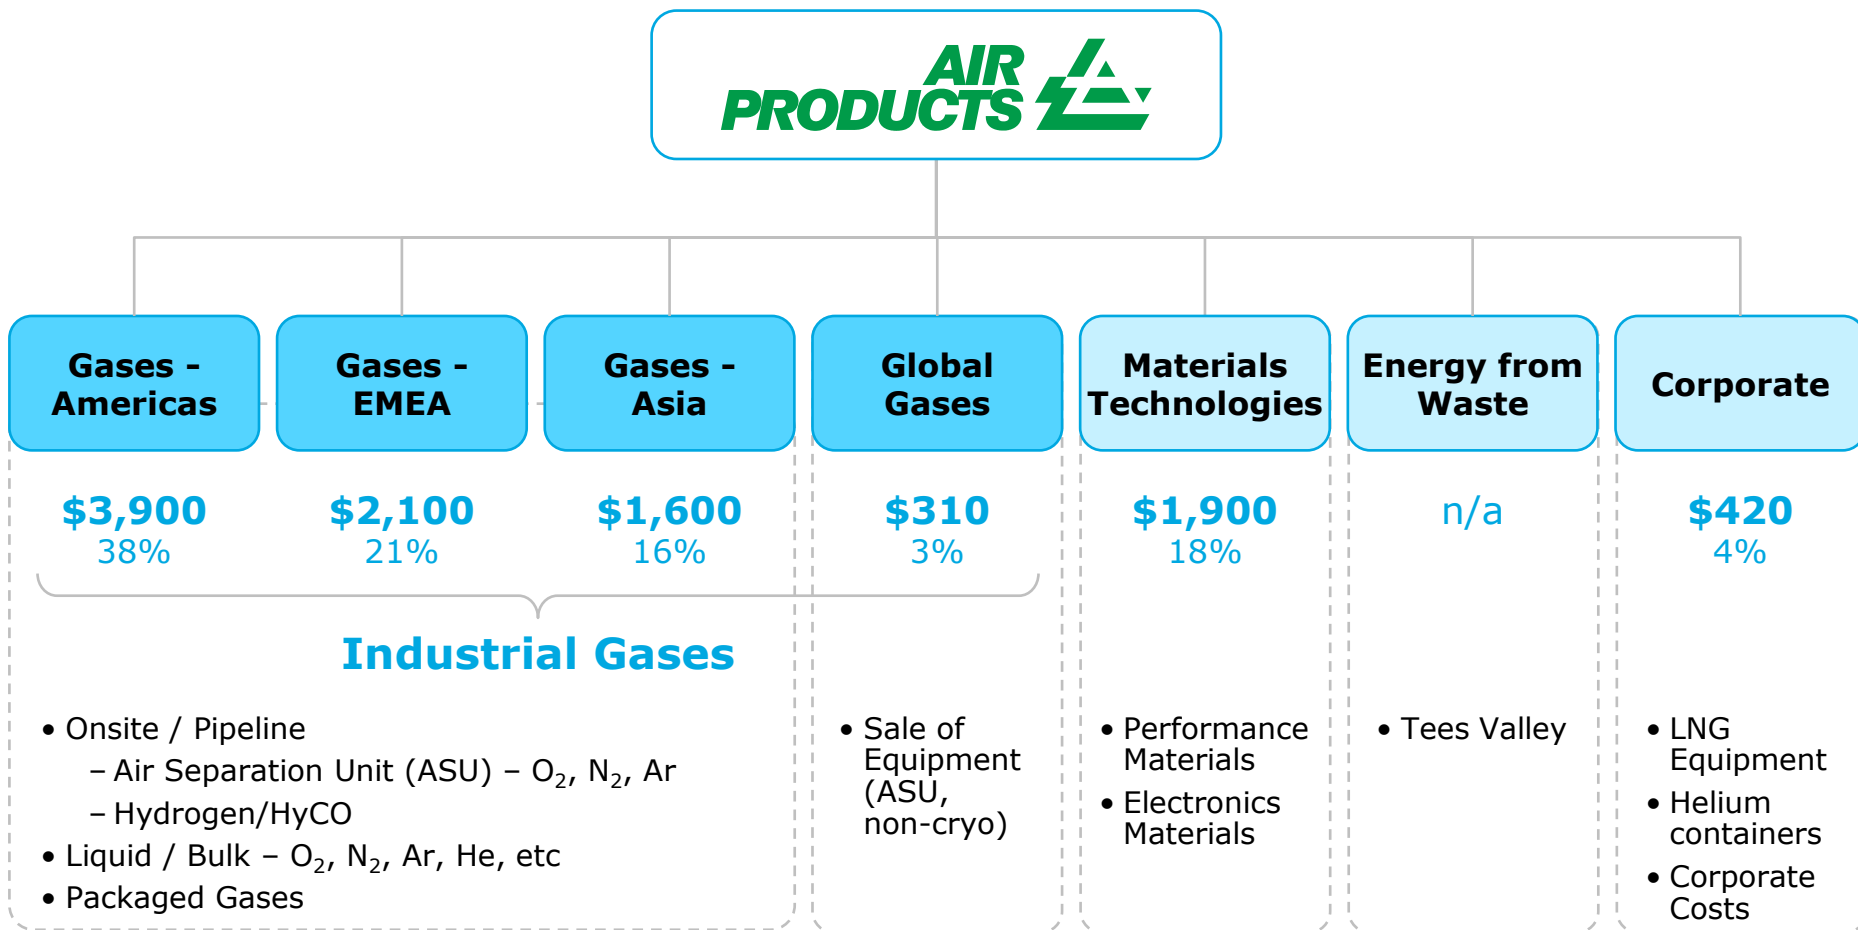 AIR
PRODUCTS
Gases -
Americas
Gases -
EMEA
Gases -
Asia
Global
Gases
Materials
Technologies
Energy from
Waste
Corporate
$3,900
38%
$2,100
21%
$1,600
16%
$310
3%
$1,900
18%
n/a
$420
4%
Industrial Gases
• Onsite / Pipeline
– Air Separation Unit (ASU) – O₂, N₂, Ar
– Hydrogen/HyCO
• Liquid / Bulk – O₂, N₂, Ar, He, etc
• Packaged Gases
• Sale of
Equipment
(ASU,
non-cryo)
• Performance
Materials
• Electronics
Materials
• Tees Valley
• LNG
Equipment
• Helium
containers
• Corporate
Costs